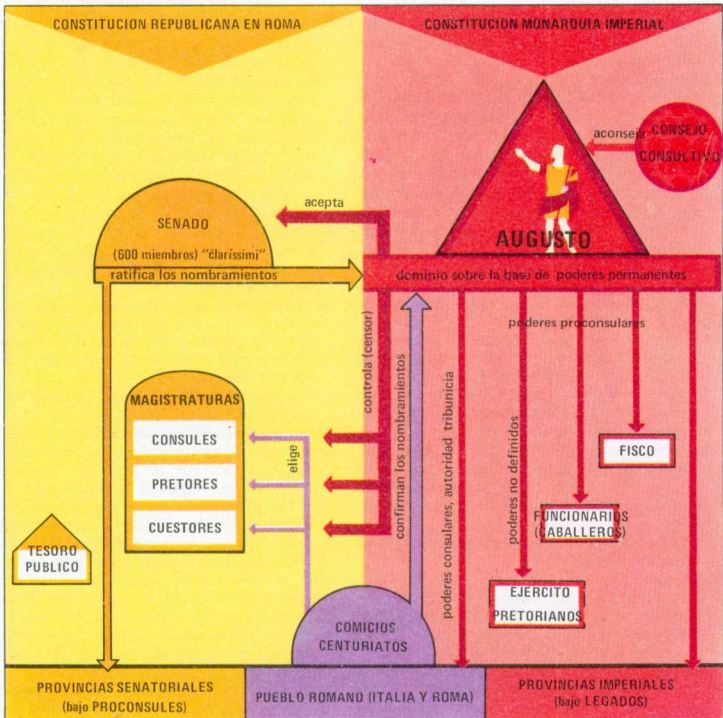 CONSTITUCION REPUBLICANA EN ROMA
CONSTITUCION MONARQUIA IMPERIAL
aconseja
CONSEJO
CONSULTIVO
acepta
SENADO
(600 miembros) "claríssimi"
ratifica los nombramientos
AUGUSTO
dominio sobre la base de poderes permanentes
poderes proconsulares
controla (censor)
confirman los nombramientos
poderes consulares, autoridad tribunicia
poderes no definidos
MAGISTRATURAS
CONSULES
PRETORES
CUESTORES
elige
FISCO
FUNCIONARIOS
(CABALLEROS)
EJERCITO
PRETORIANOS
TESORO
PUBLICO
COMICIOS
CENTURIATOS
PROVINCIAS SENATORIALES
(bajo PROCONSULES)
PUEBLO ROMANO (ITALIA Y ROMA)
PROVINCIAS IMPERIALES
(bajo LEGADOS)